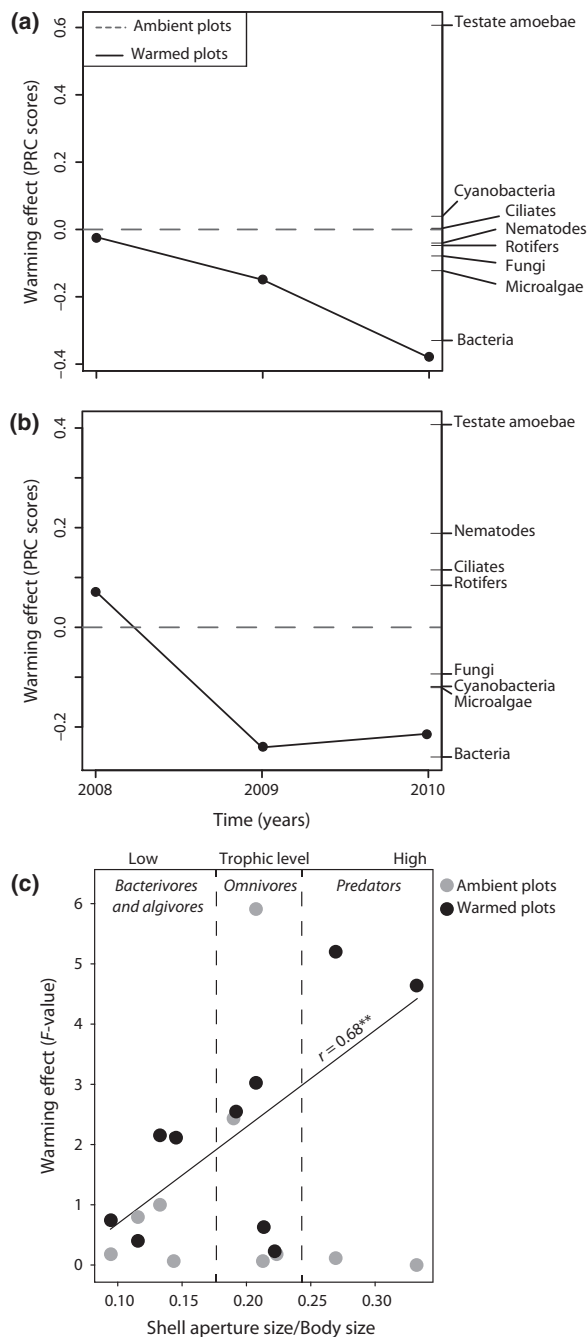 (a)
Ambient plots
Warmed plots
Warming effect (PRC scores)
0.6
0.4
0.2
0.0
−0.2
−0.4
Testate amoebae
Cyanobacteria
Ciliates
Nematodes
Rotifers
Fungi
Microalgae
Bacteria
(b)
Warming effect (PRC scores)
0.4
0.2
0.0
−0.2
Testate amoebae
Nematodes
Ciliates
Rotifers
Fungi
Cyanobacteria
Microalgae
Bacteria
2008 2009 2010
Time (years)
(c)
Low Trophic level High
Bacterivores and algivores
Omnivores
Predators
Ambient plots
Warmed plots
Warming effect (F-value)
6
5
4
3
2
1
0
r = 0.68**
0.10 0.15 0.20 0.25 0.30
Shell aperture size/Body size